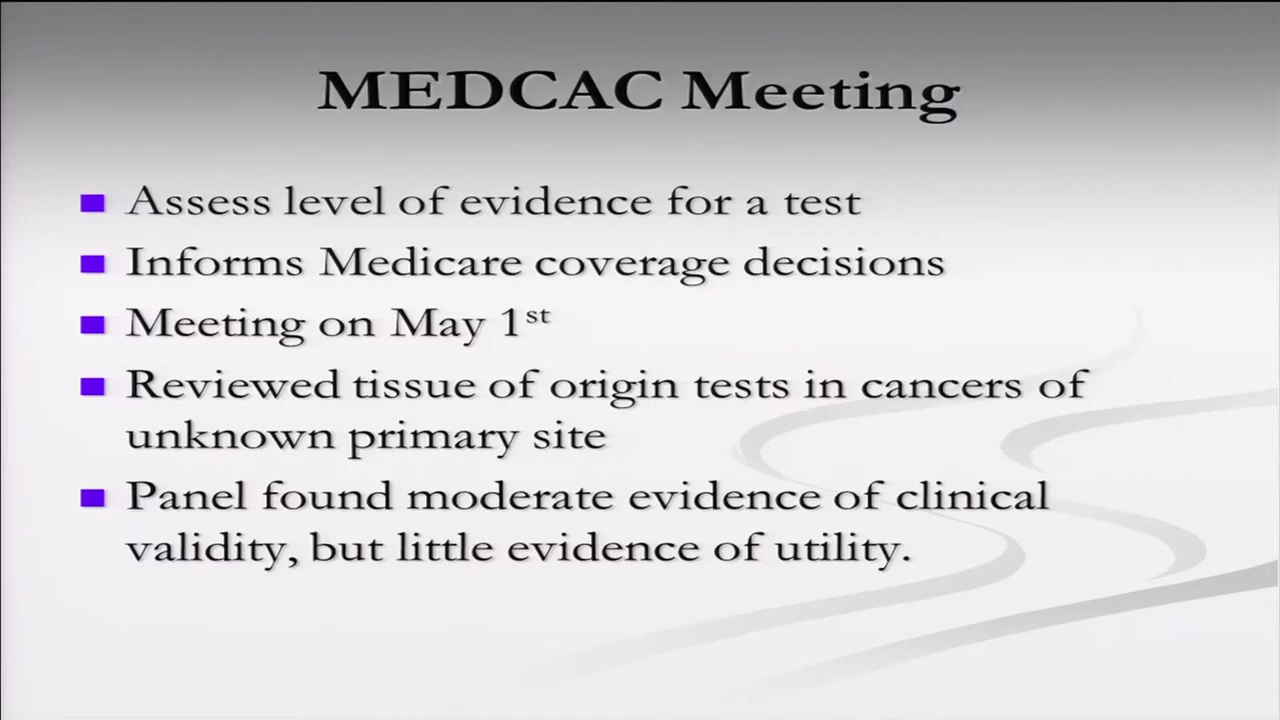 MEDCAC Meeting
Assess level of evidence for a test
Informs Medicare coverage decisions
Meeting on May 1st
Reviewed tissue of origin tests in cancers of
unknown primary site
Panel found moderate evidence of clinical
validity, but little evidence of utility.